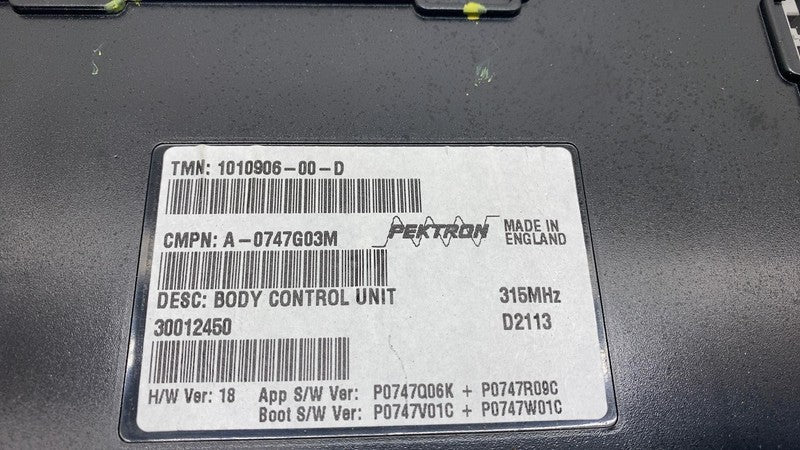 TMN: 1010906-00-D
CMPN: A-0747G03M
PEKTRON
MADE IN
ENGLAND
DESC: BODY CONTROL UNIT
315MHz
30012450
D2113
H/W Ver: 18 App S/W Ver: P0747Q06K + P0747R09C
Boot S/W Ver: P0747V01C + P0747W01C